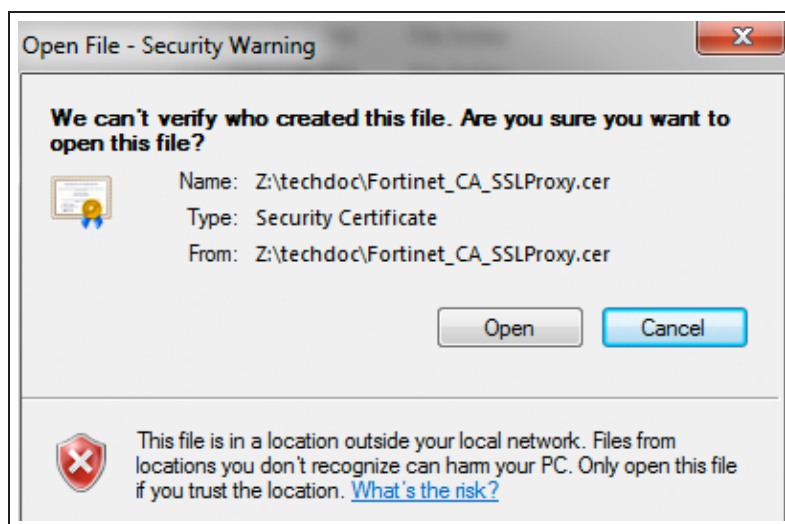 Open File - Security Warning
We can't verify who created this file. Are you sure you want to
open this file?
Name: Z:\techdoc\Fortinet_CA_SSLProxy.cer
Type: Security Certificate
From: Z:\techdoc\Fortinet_CA_SSLProxy.cer
Open Cancel
This file is in a location outside your local network. Files from
locations you don't recognize can harm your PC. Only open this file
if you trust the location. What's the risk?